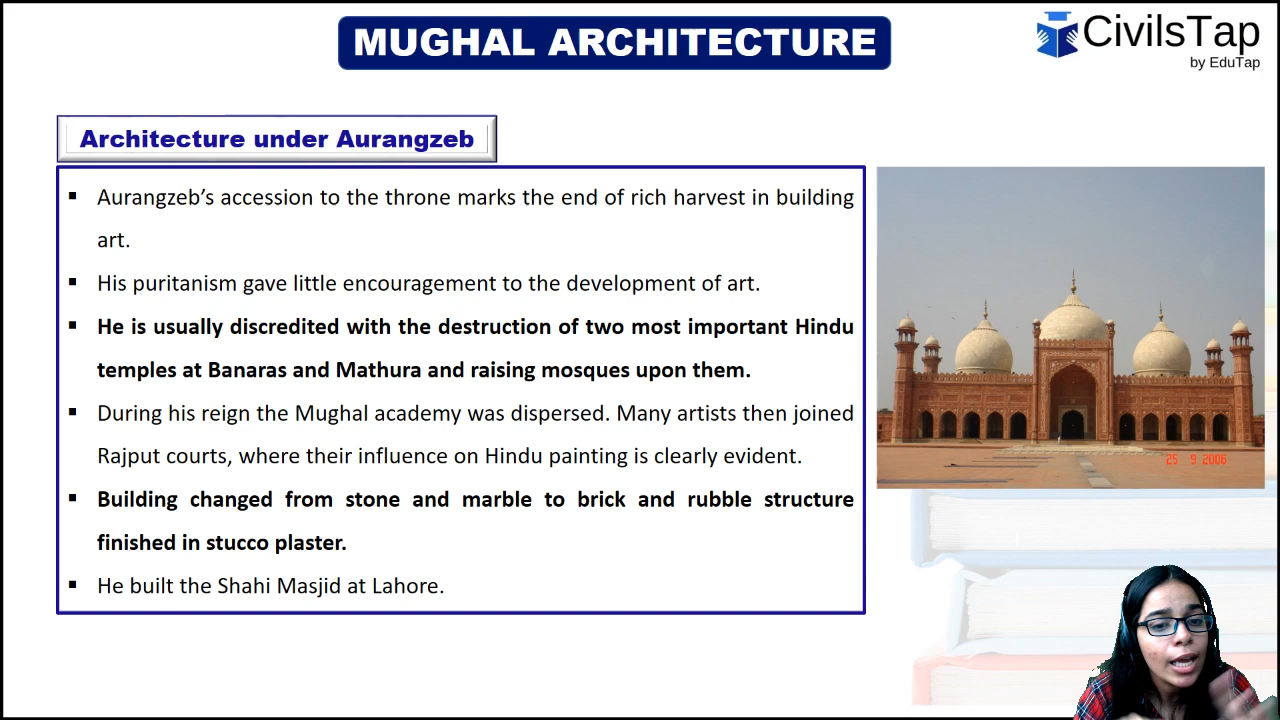 MUGHAL ARCHITECTURE
CivilsTap
by EduTap
Architecture under Aurangzeb
▪ Aurangzeb’s accession to the throne marks the end of rich harvest in building
art.
▪ His puritanism gave little encouragement to the development of art.
▪ He is usually discredited with the destruction of two most important Hindu
temples at Banaras and Mathura and raising mosques upon them.
▪ During his reign the Mughal academy was dispersed. Many artists then joined
Rajput courts, where their influence on Hindu painting is clearly evident.
▪ Building changed from stone and marble to brick and rubble structure
finished in stucco plaster.
▪ He built the Shahi Masjid at Lahore.
25 9 2006